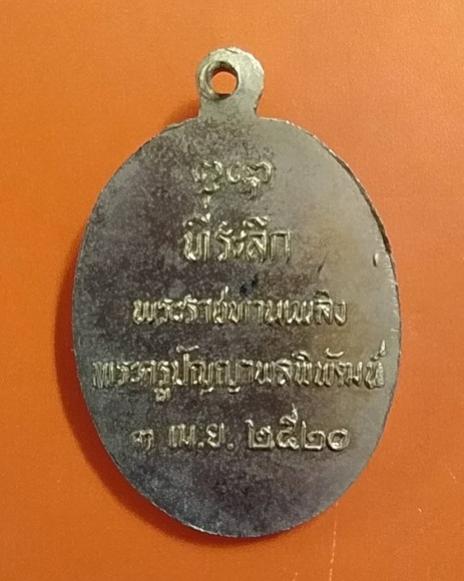 ที่ระลึก
พระราชทานเพลิง
พระครูปัญญาพลพิพัฒน์
๓ เม.ย. ๒๕๒๐